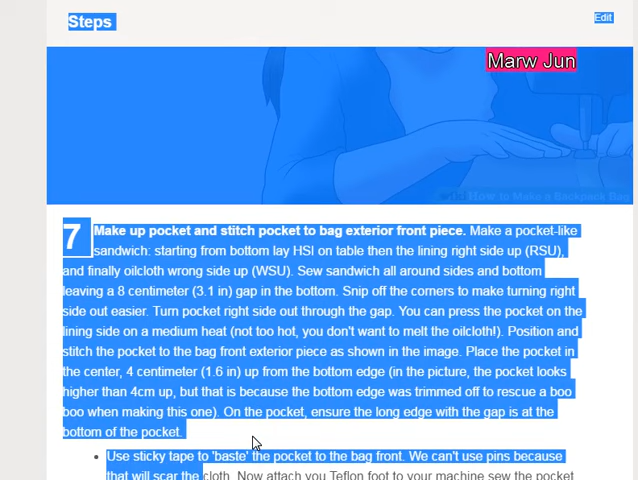 Steps
Edit
Marw Jun
wikiHow to Make a Backpack Bag
7 Make up pocket and stitch pocket to bag exterior front piece. Make a pocket-like
sandwich: starting from bottom lay HSI on table then the lining right side up (RSU),
and finally oilcloth wrong side up (WSU). Sew sandwich all around sides and bottom
leaving a 8 centimeter (3.1 in) gap in the bottom. Snip off the corners to make turning right
side out easier. Turn pocket right side out through the gap. You can press the pocket on the
lining side on a medium heat (not too hot, you don't want to melt the oilcloth!). Position and
stitch the pocket to the bag front exterior piece as shown in the image. Place the pocket in
the center, 4 centimeter (1.6 in) up from the bottom edge (in the picture, the pocket looks
higher than 4cm up, but that is because the bottom edge was trimmed off to rescue a boo
boo when making this one). On the pocket, ensure the long edge with the gap is at the
bottom of the pocket.
• Use sticky tape to 'baste' the pocket to the bag front. We can't use pins because
that will scar the cloth. Now attach you Teflon foot to your machine sew the pocket